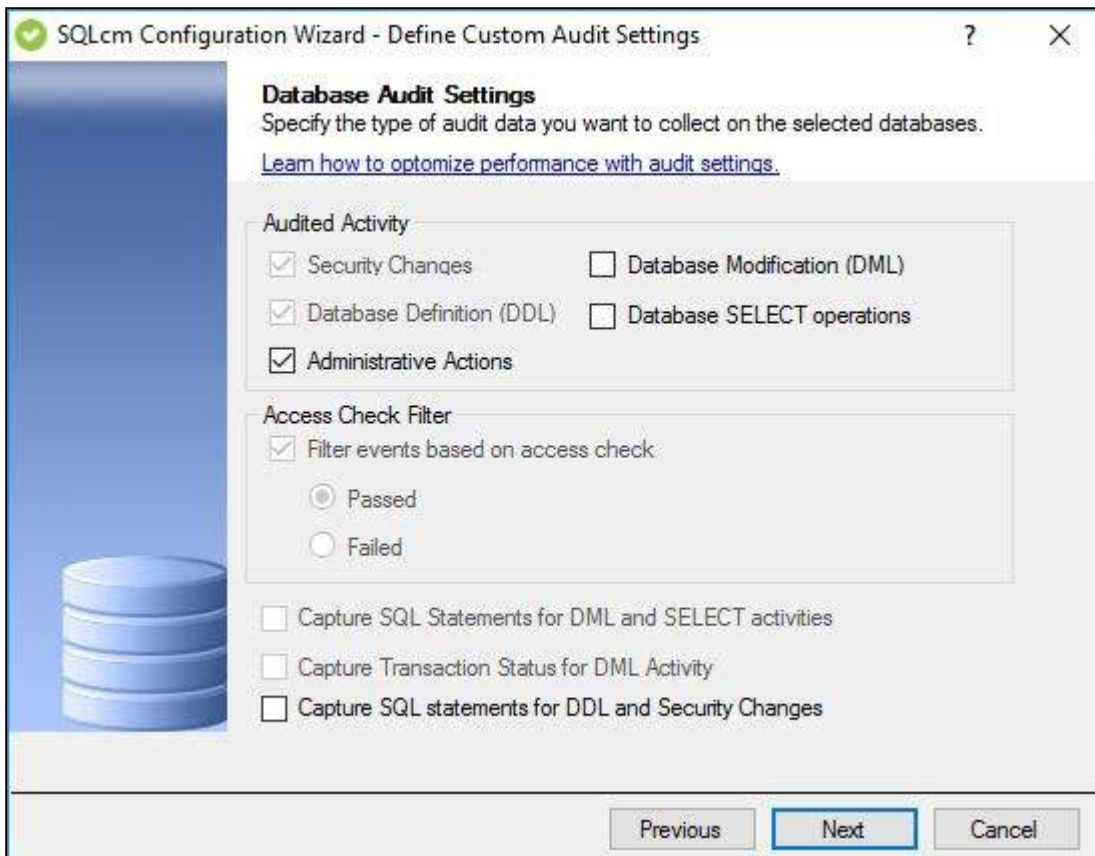 SQLcm Configuration Wizard - Define Custom Audit Settings
?
Database Audit Settings
Specify the type of audit data you want to collect on the selected databases.
Learn how to optomize performance with audit settings.
Audited Activity
Security Changes
Database Modification (DML)
Database Definition (DDL)
Database SELECT operations
Administrative Actions
Access Check Filter
Filter events based on access check
Passed
Failed
Capture SQL Statements for DML and SELECT activities
Capture Transaction Status for DML Activity
Capture SQL statements for DDL and Security Changes
Previous
Next
Cancel